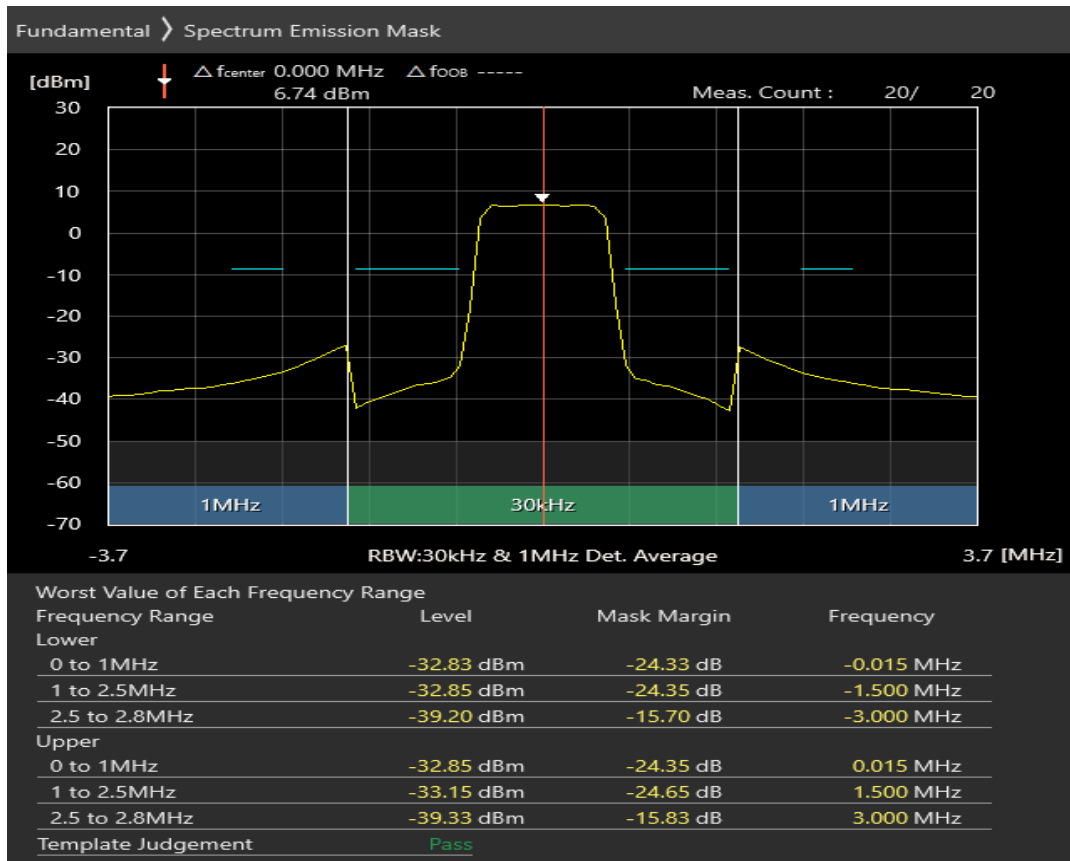 Fundamental ❯ Spectrum Emission Mask
△ fcenter 0.000 MHz △ fOOB -----
[dBm]
6.74 dBm Meas. Count : 20/ 20
30
20
10
0
-10
-20
-30
-40
-50
-60
1MHz 30kHz 1MHz
-70
-3.7 RBW:30kHz & 1MHz Det. Average 3.7 [MHz]
Worst Value of Each Frequency Range
Frequency Range Level Mask Margin Frequency
Lower
0 to 1MHz -32.83 dBm -24.33 dB -0.015 MHz
1 to 2.5MHz -32.85 dBm -24.35 dB -1.500 MHz
2.5 to 2.8MHz -39.20 dBm -15.70 dB -3.000 MHz
Upper
0 to 1MHz -32.85 dBm -24.35 dB 0.015 MHz
1 to 2.5MHz -33.15 dBm -24.65 dB 1.500 MHz
2.5 to 2.8MHz -39.33 dBm -15.83 dB 3.000 MHz
Template Judgement Pass